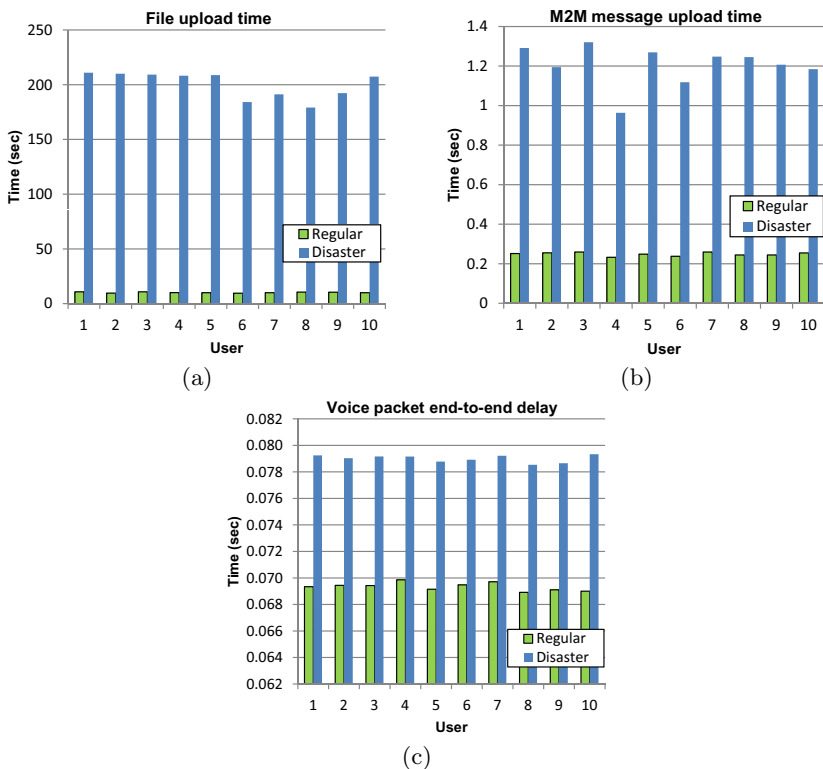 File upload time
250
200
150
100
50
0
Time (sec)
Regular
Disaster
1 2 3 4 5 6 7 8 9 10
User
(a)
M2M message upload time
1.4
1.2
1
0.8
0.6
0.4
0.2
0
Time (sec)
Regular
Disaster
1 2 3 4 5 6 7 8 9 10
User
(b)
Voice packet end-to-end delay
0.082
0.080
0.078
0.076
0.074
0.072
0.070
0.068
0.066
0.064
0.062
Time (sec)
Regular
Disaster
1 2 3 4 5 6 7 8 9 10
User
(c)